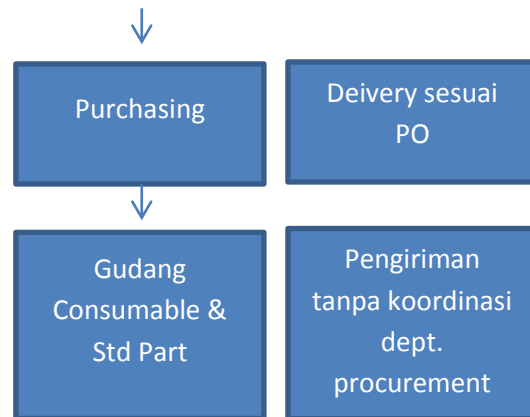 Purchasing
Deivery sesuai
PO
Gudang
Consumable &
Std Part
Pengiriman
tanpa koordinasi
dept.
procurement